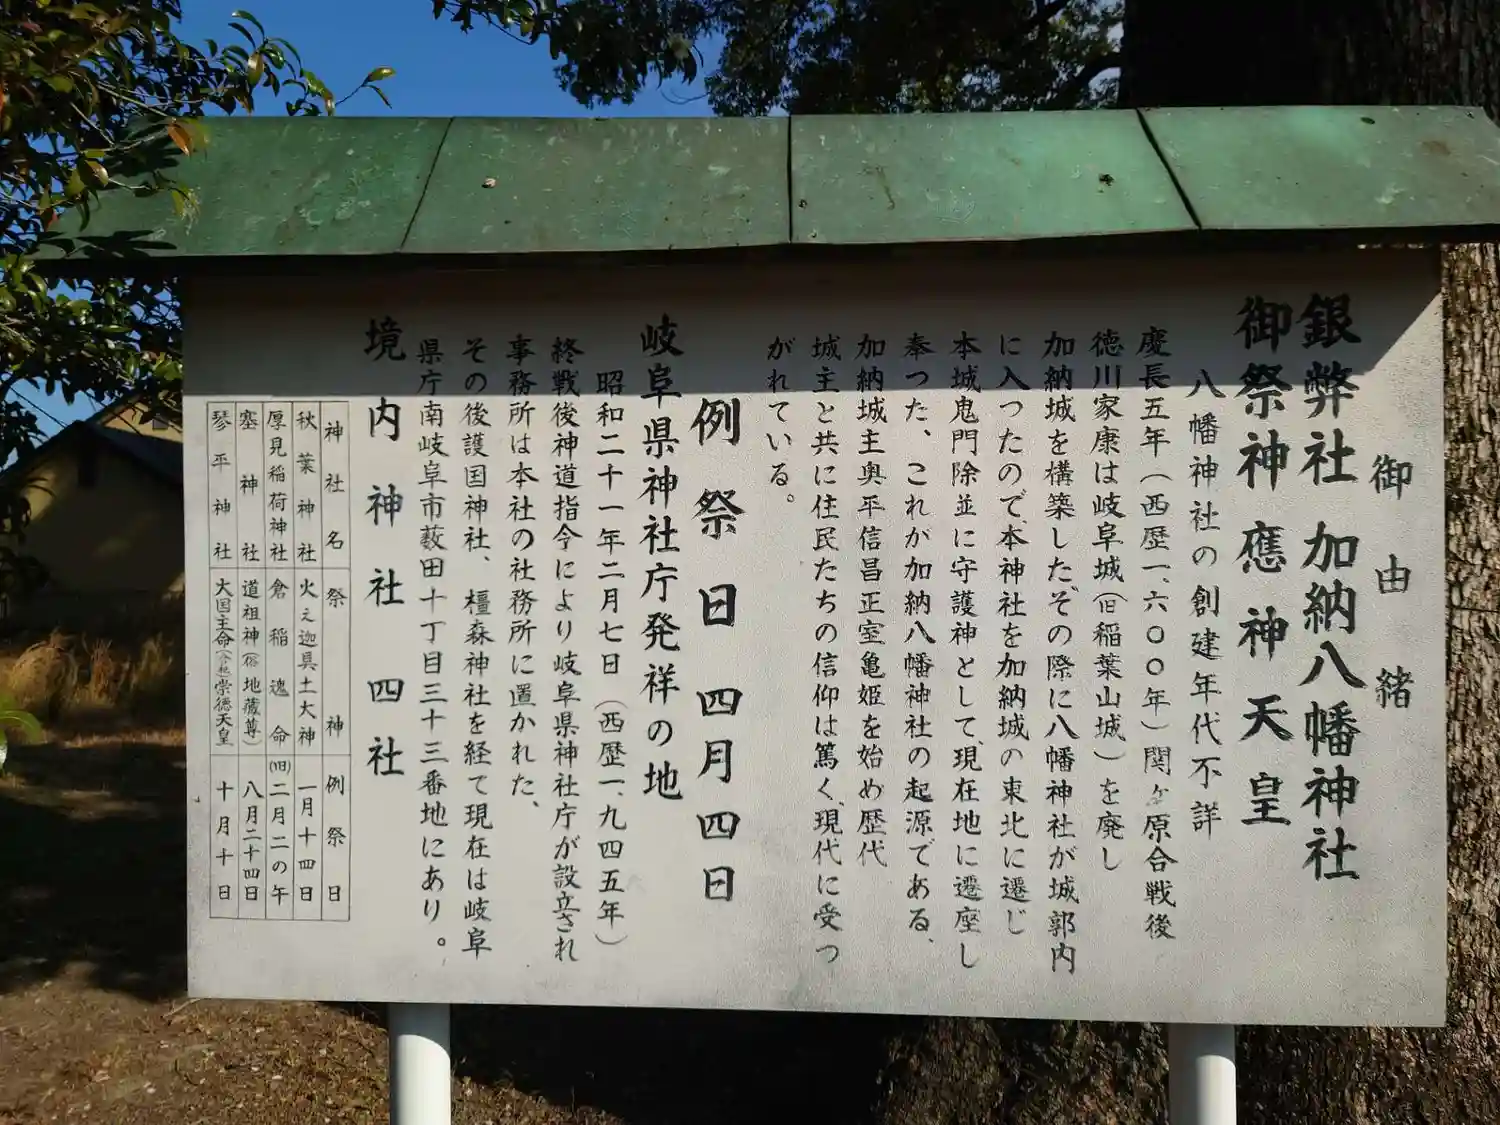 御由緒
銀弊社 加納八幡神社
御祭神 應神天皇
八幡神社の創建年代不詳
慶長五年（西歴一、六００年）関ヶ原合戦後
徳川家康は岐阜城（旧稲葉山城）を廃し
加納城を構築した、その際に八幡神社が城郭内
に入つたので、本神社を加納城の東北に遷じ
本城鬼門除並に守護神として、現在地に遷座し
奉つた、これが加納八幡神社の起源である、
加納城主奥平信昌正室亀姫を始め歴代
城主と共に住民たちの信仰は篤く、現代に受つ
がれている。
例祭日 四月四日
岐阜県神社庁発祥の地
昭和二十一年二月七日（西歴一、九四五年）
終戦後神道指令により岐阜県神社庁が設立され
事務所は本社の社務所に置かれた、
その後護国神社、橿森神社を経て現在は岐阜
県庁南岐阜市薮田十丁目三十三番地にあり。
境内神社 四社
神社名 祭神 例祭日
秋葉神社 火之迦具土大神 一月十四日
厚見稲荷神社 倉稲魂命 (旧)二月二の午
塞神社 道祖神（俗 地蔵尊） 八月二十四日
琴平神社 大国主命 崇徳天皇 十月十日